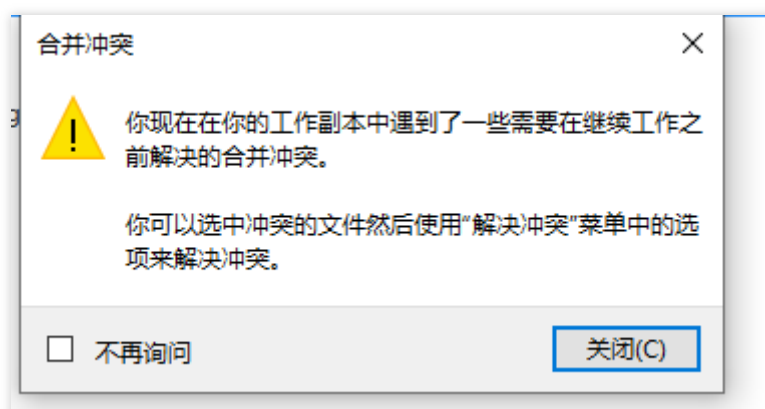 合并冲突
你现在在你的工作副本中遇到了一些需要在继续工作之
前解决的合并冲突。
你可以选中冲突的文件然后使用“解决冲突”菜单中的选
项来解决冲突。
不再询问
关闭(C)